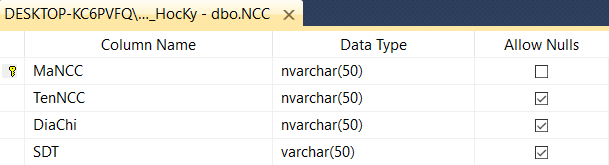 DESKTOP-KC6PVFQ\..._HocKy - dbo.NCC
Column Name Data Type Allow Nulls
MaNCC nvarchar(50)
TenNCC nvarchar(50)
DiaChi nvarchar(50)
SDT varchar(50)